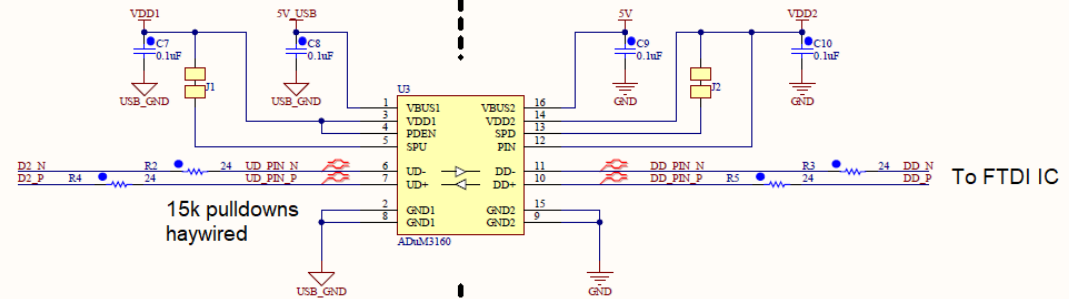 VDD1 5V_USB 5V VDD2
C7 C8 C9 C10
0.1uF 0.1uF 0.1uF 0.1uF
J1 J2
USB_GND USB_GND GND GND
U3
1 VBUS1 VBUS2 16
3 VDD1 VDD2 14
4 PDEN SPD 13
5 SPU PIN 12
D2_N R2 24 UD_PIN_N 6 UD- DD- 11 DD_PIN_N R3 24 DD_N
D2_P R4 24 UD_PIN_P 7 UD+ DD+ 10 DD_PIN_P R5 24 DD_P
To FTDI IC
15k pulldowns
haywired
2 GND1 GND2 15
8 GND1 GND2 9
ADuM3160
USB_GND GND